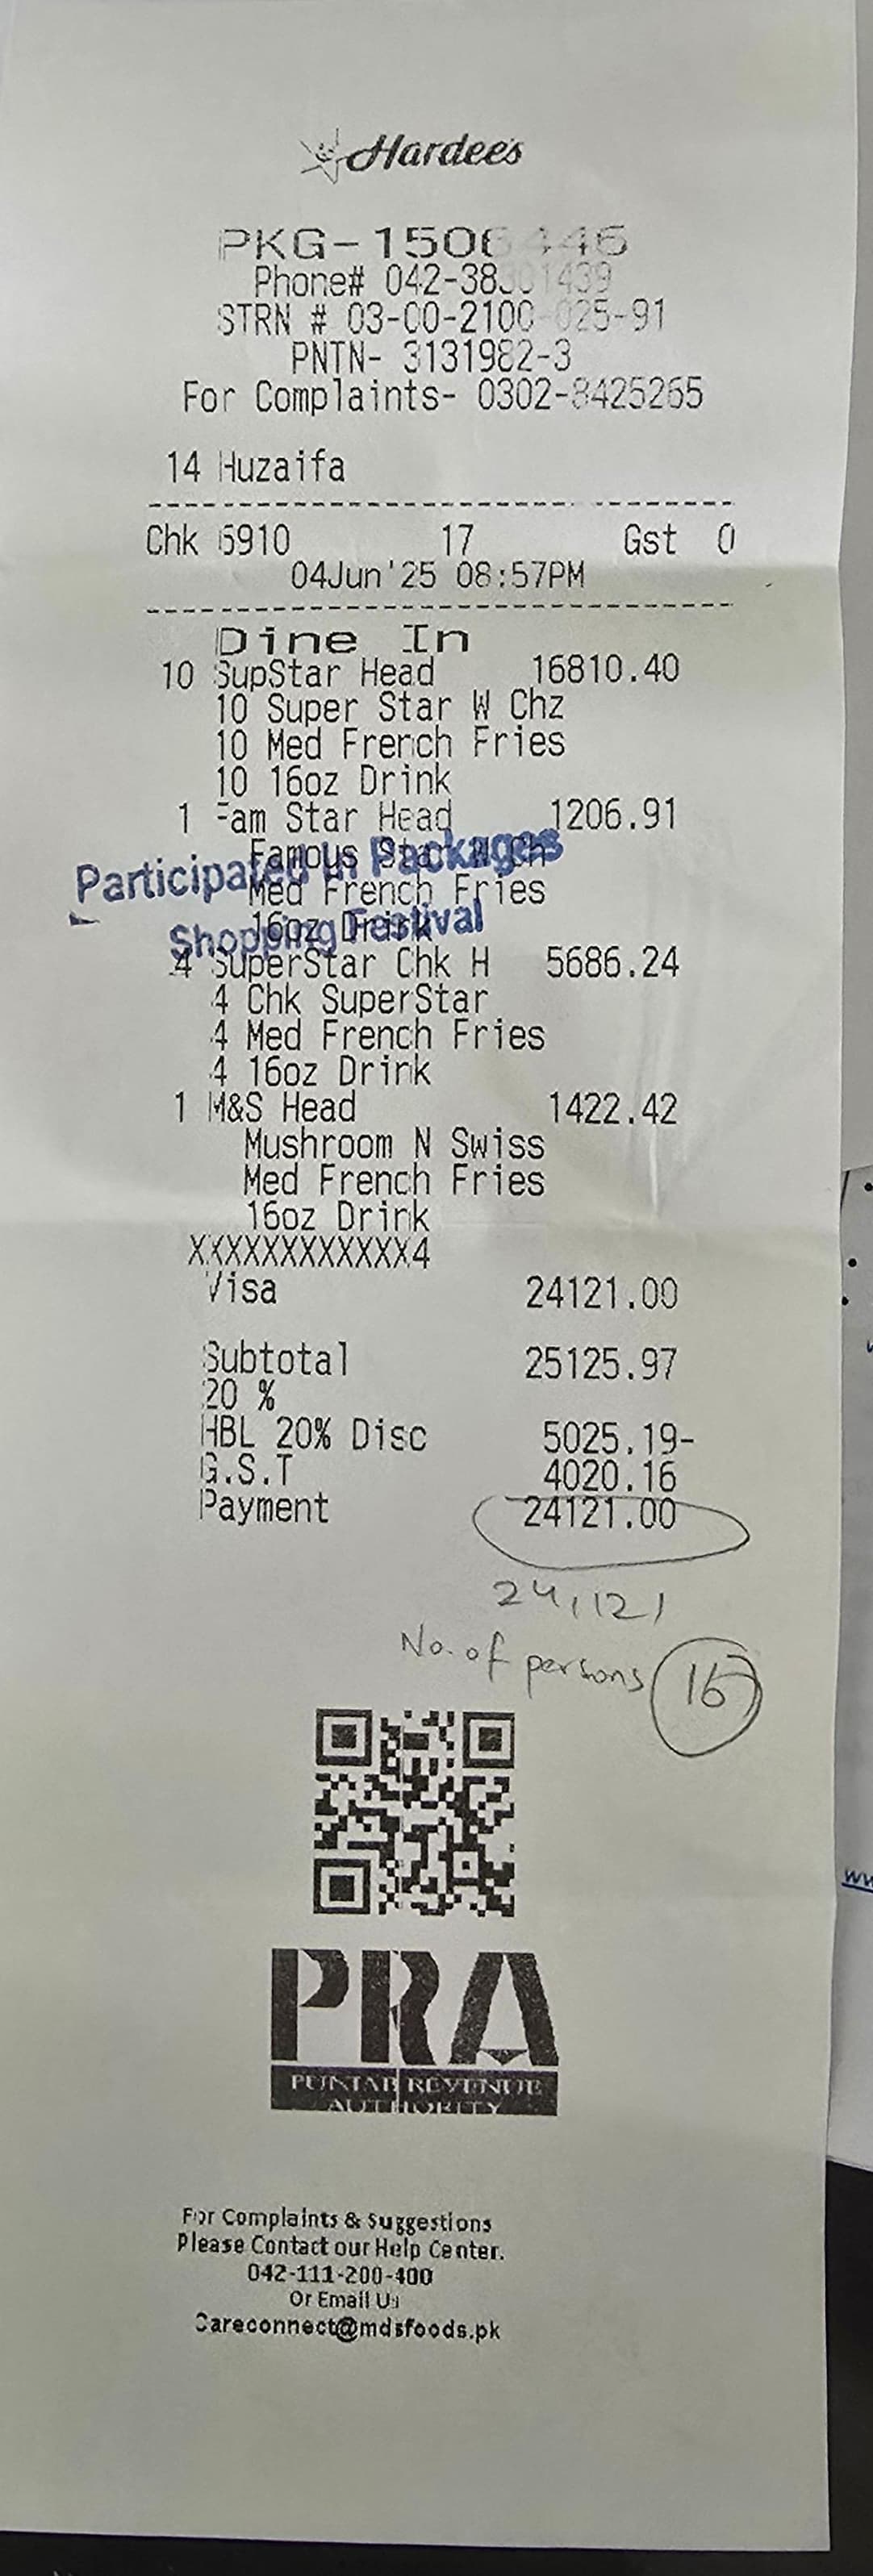 Hardee's
PKG-1506446
Phone# 042-38301439
STRN # 03-00-2100-025-91
PNTN- 3131982-3
For Complaints- 0302-8425265
14 Huzaifa
Chk 6910 17 Gst 0
04Jun'25 08:57PM
Dine In
10 SupStar Head 16810.40
10 Super Star W Chz
10 Med French Fries
10 16oz Drink
1 Fam Star Head 1206.91
Famous Star W Ch
Participated in Packages
Med French Fries
16oz Drink
Shopping Festival
4 SuperStar Chk H 5686.24
4 Chk SuperStar
4 Med French Fries
4 16oz Drink
1 M&S Head 1422.42
Mushroom N Swiss
Med French Fries
16oz Drink
XXXXXXXXXXXX4
Visa 24121.00
Subtotal 25125.97
20 %
HBL 20% Disc 5025.19-
G.S.T 4020.16
Payment 24121.00
24,121
No. of persons 16
PRA
PUNJAB REVENUE
AUTHORITY
For Complaints & Suggestions
Please Contact our Help Center.
042-111-200-400
Or Email Us
Careconnect@mdsfoods.pk